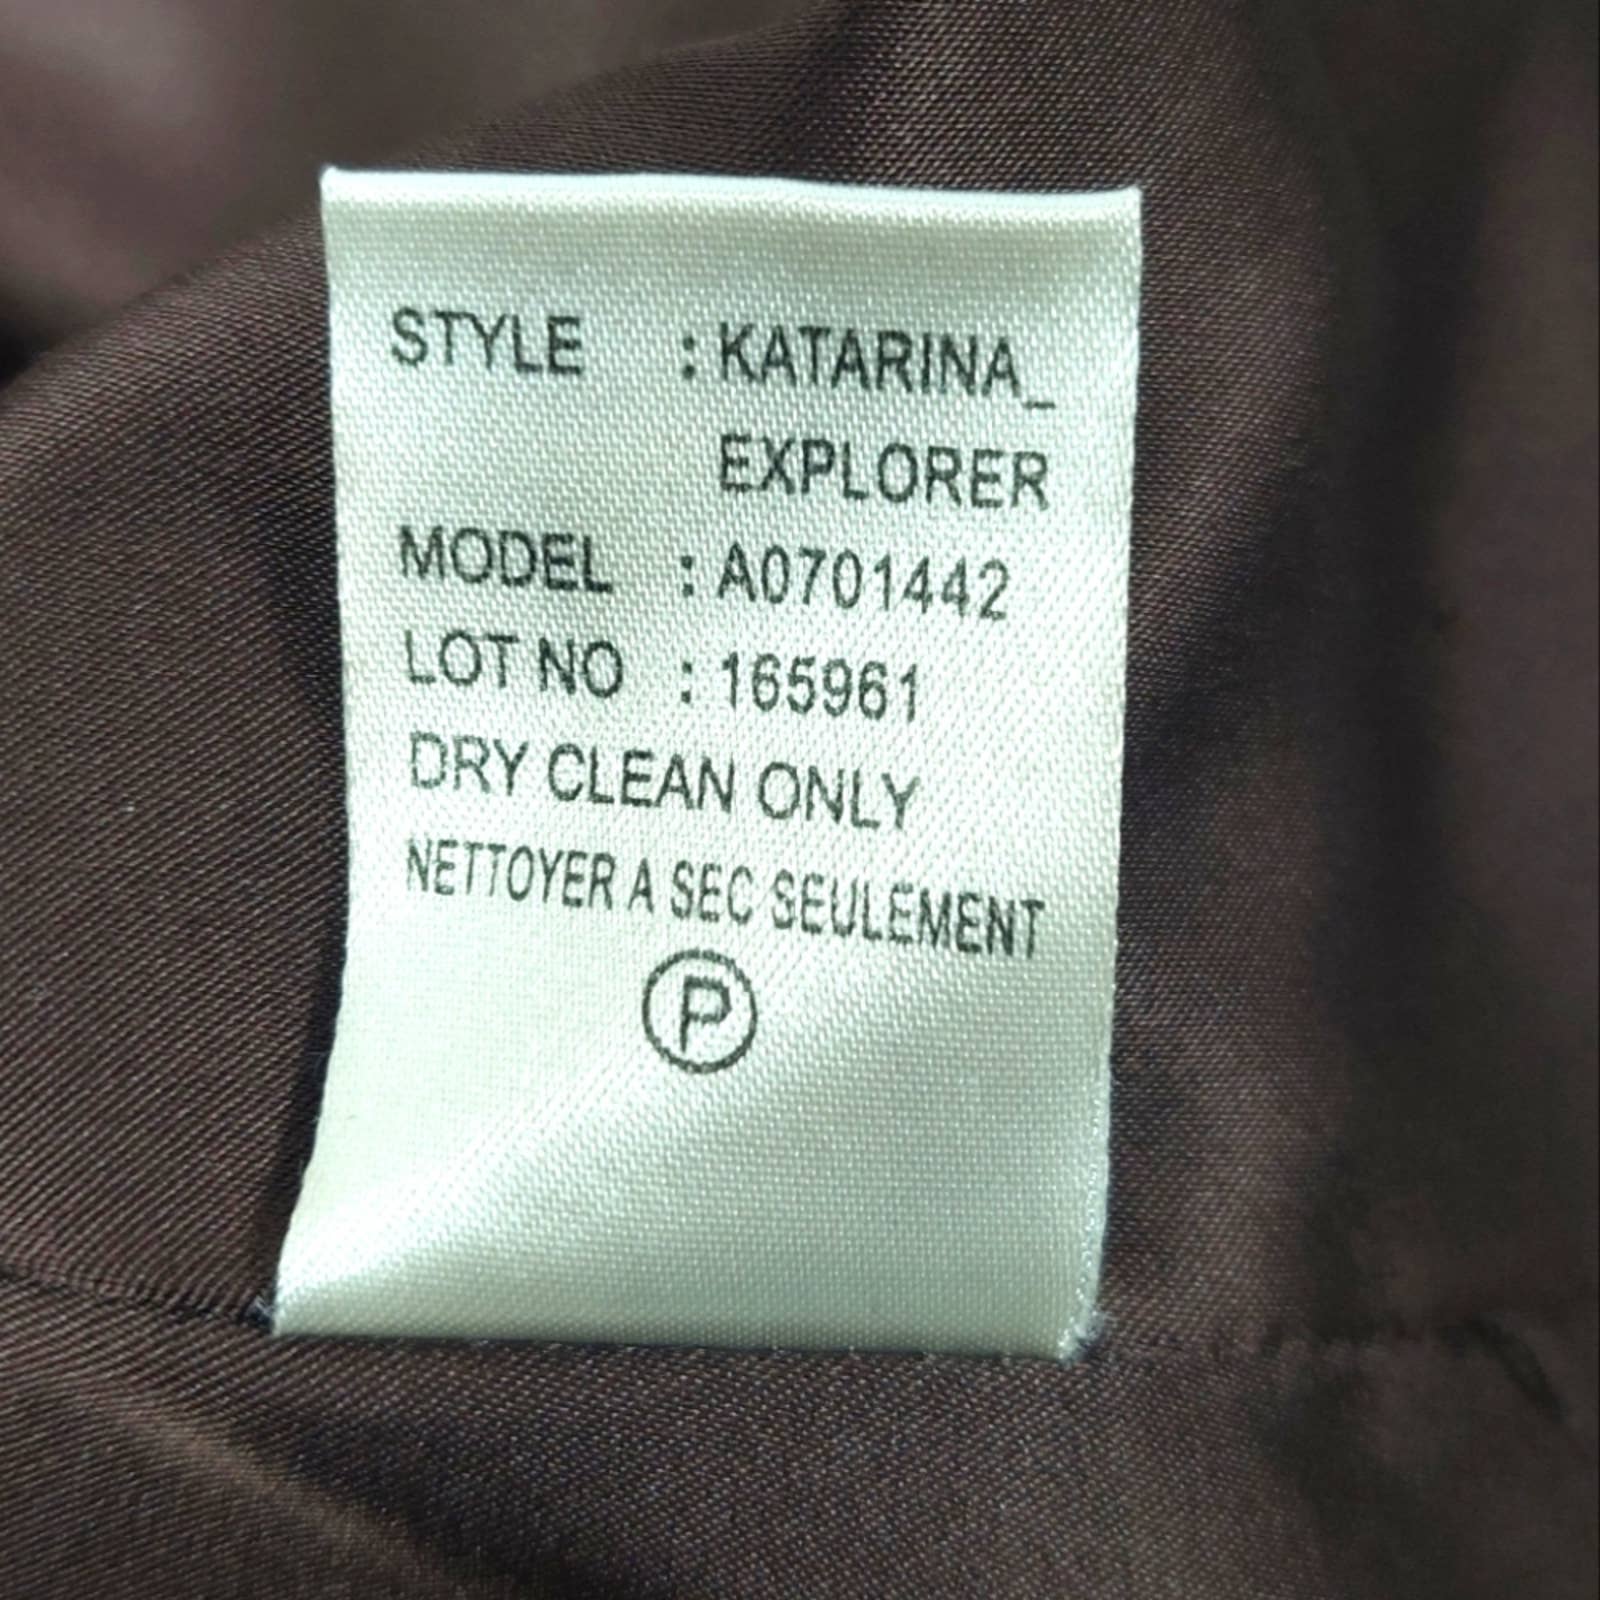 STYLE : KATARINA_
EXPLORER
MODEL : A0701442
LOT NO : 165961
DRY CLEAN ONLY
NETTOYER A SEC SEULEMENT
P